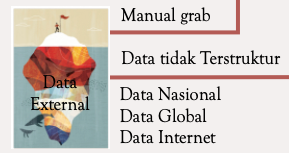 Manual grab
Data tidak Terstruktur
Data
External
Data Nasional
Data Global
Data Internet